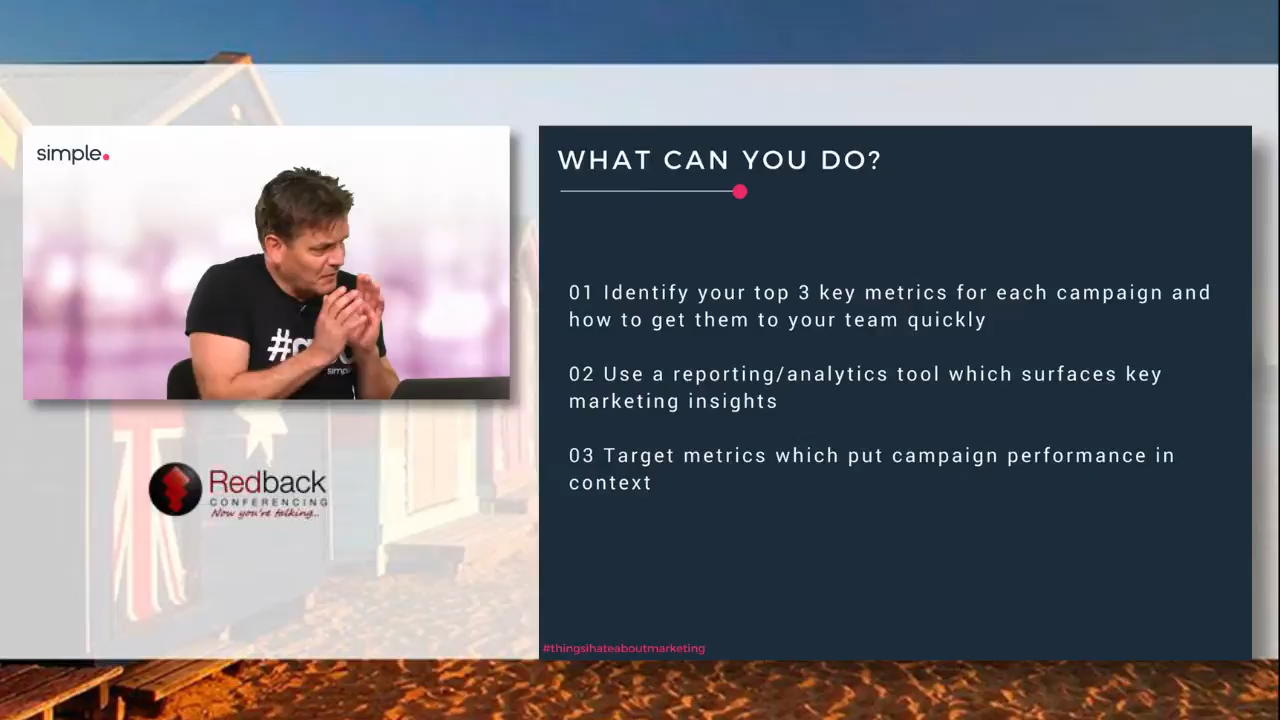 simple.
WHAT CAN YOU DO?
01 Identify your top 3 key metrics for each campaign and
how to get them to your team quickly
02 Use a reporting/analytics tool which surfaces key
marketing insights
03 Target metrics which put campaign performance in
context
simple
Redback
CONFERENCING
Now you're talking...
#thingsihateaboutmarketing